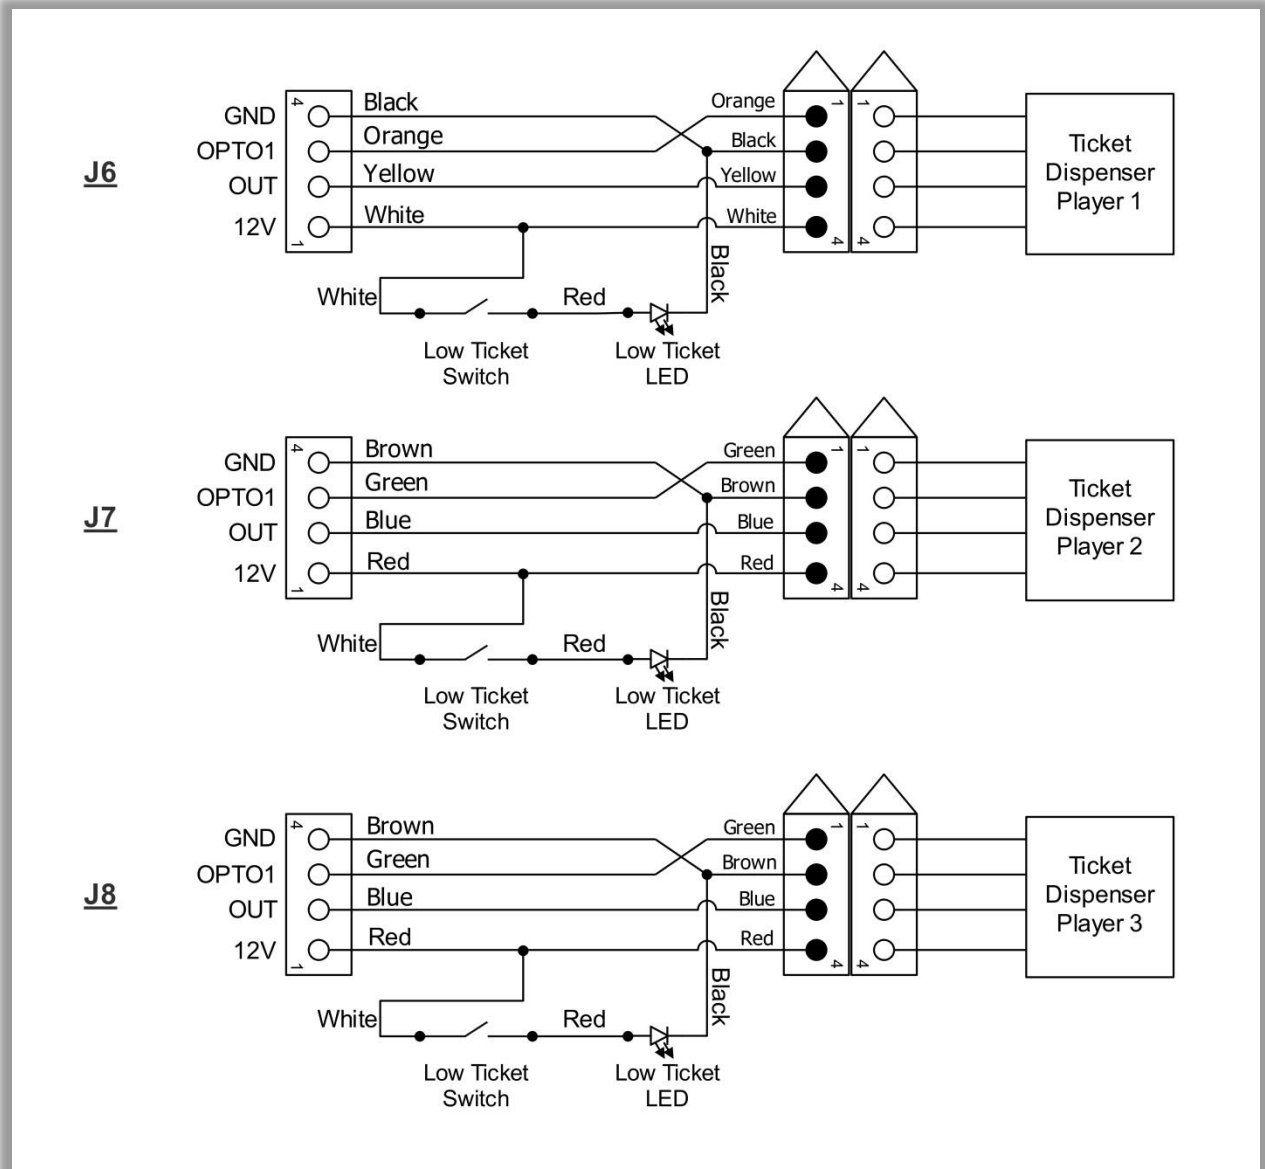 4
GND
Black
Orange
1
1
OPTO1
Orange
Black
J6
OUT
Yellow
Yellow
12V
White
White
1
4
4
Ticket
Dispenser
Player 1
White
Red
Black
Low Ticket
Switch
Low Ticket
LED
4
GND
Brown
Green
1
1
OPTO1
Green
Brown
J7
OUT
Blue
Blue
12V
Red
Red
1
4
4
Ticket
Dispenser
Player 2
White
Red
Black
Low Ticket
Switch
Low Ticket
LED
4
GND
Brown
Green
1
1
OPTO1
Green
Brown
J8
OUT
Blue
Blue
12V
Red
Red
1
4
4
Ticket
Dispenser
Player 3
White
Red
Black
Low Ticket
Switch
Low Ticket
LED